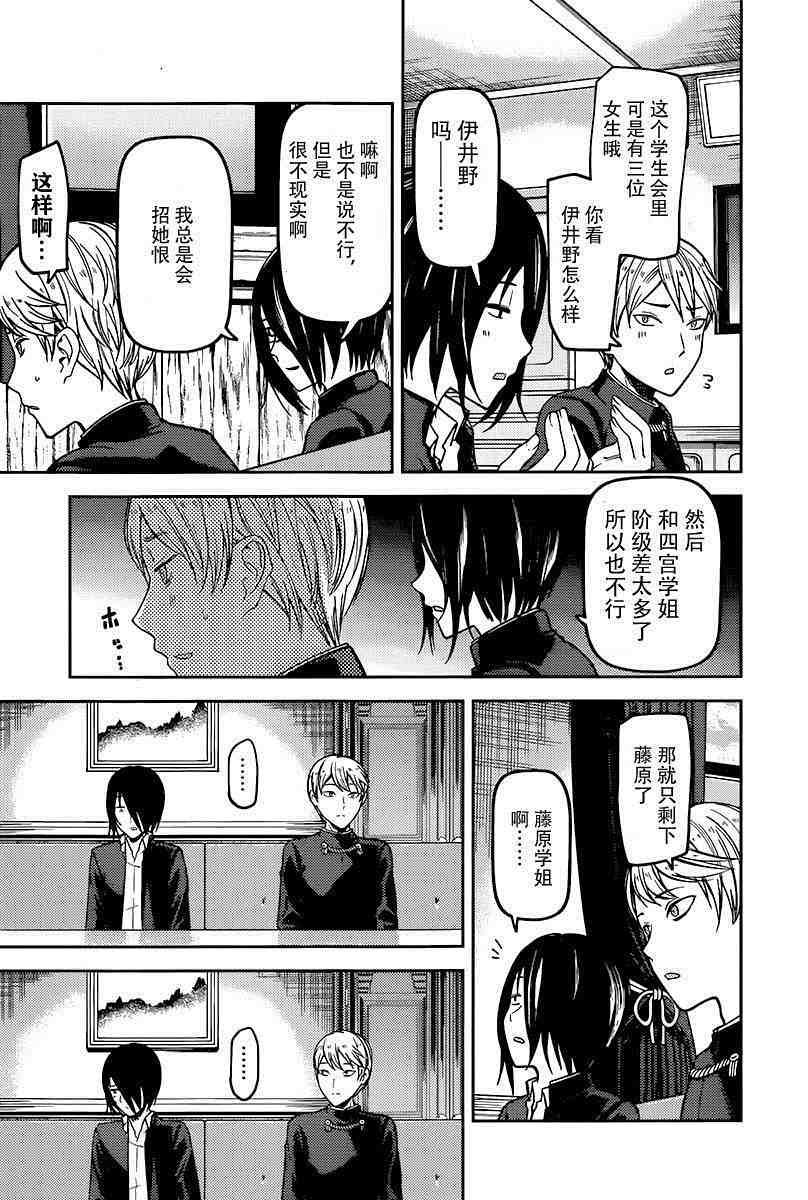 这个学生会里
可是有三位
女生哦
你看
伊井野怎么样
伊井野
吗——……
嘛啊
也不是说不行，
但是
很不现实啊
我总是会
招她恨
这样啊…
然后
和四宫学姐
阶级差太多了
所以也不行
ホッ…
那就只剩下
藤原了
藤原学姐
啊……
…
…